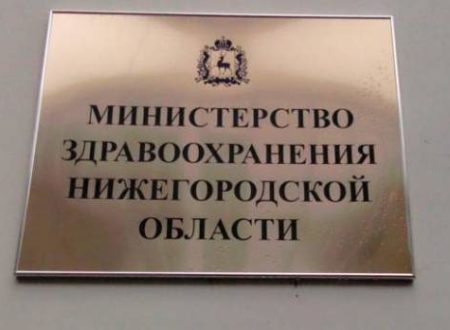 МИНИСТЕРСТВО
ЗДРАВООХРАНЕНИЯ
НИЖЕГОРОДСКОЙ
ОБЛАСТИ